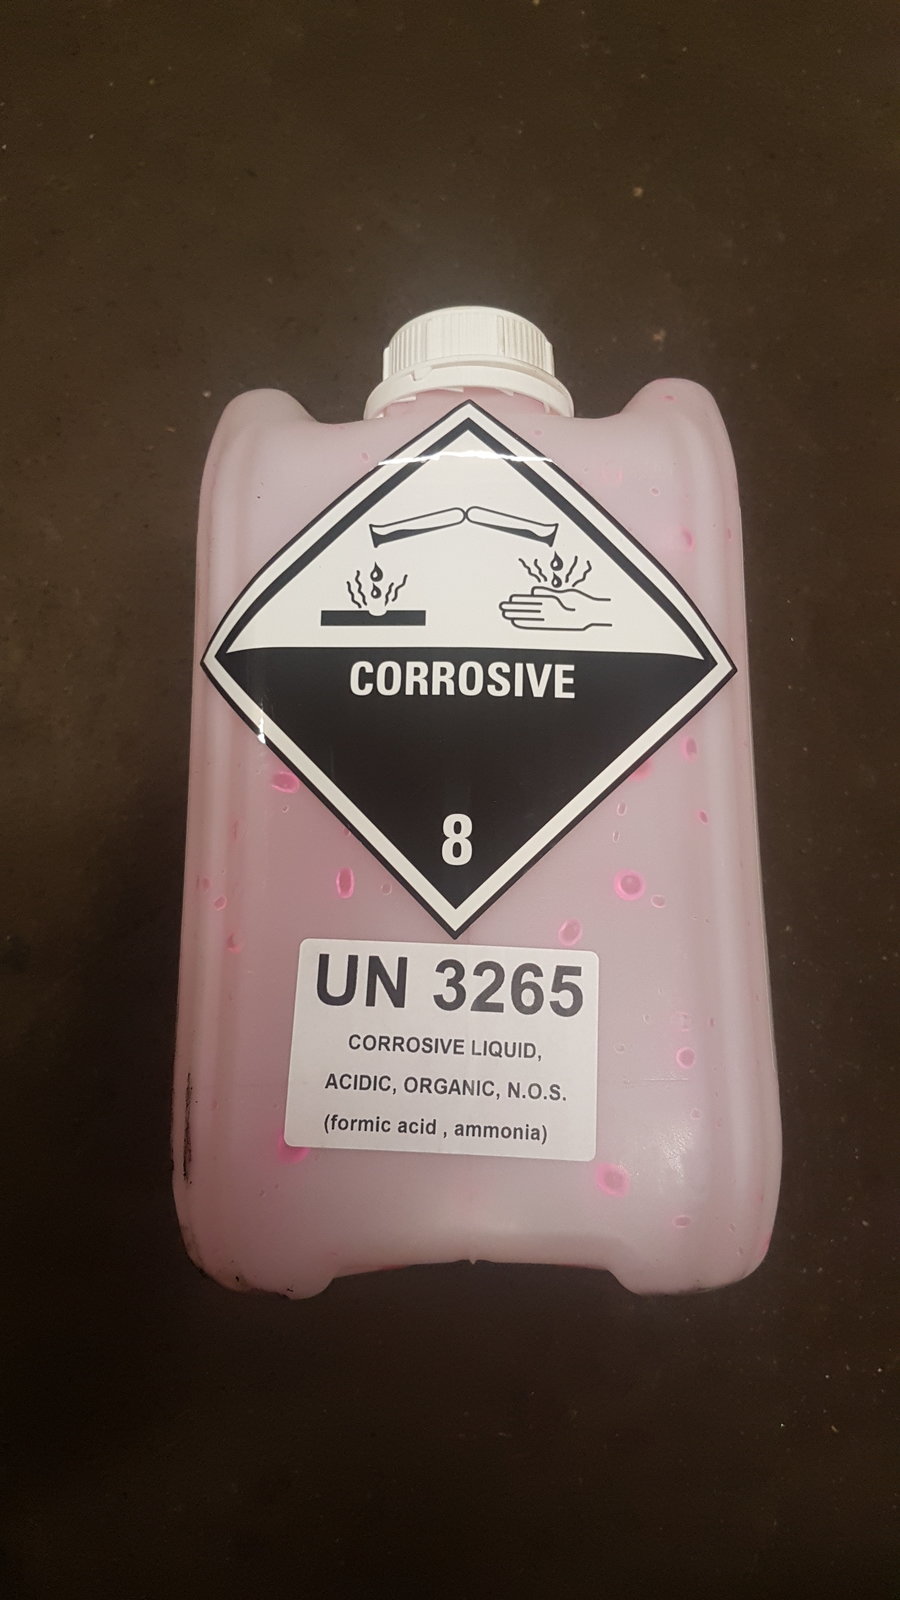 CORROSIVE
8
UN 3265
CORROSIVE LIQUID,
ACIDIC, ORGANIC, N.O.S.
(formic acid , ammonia)